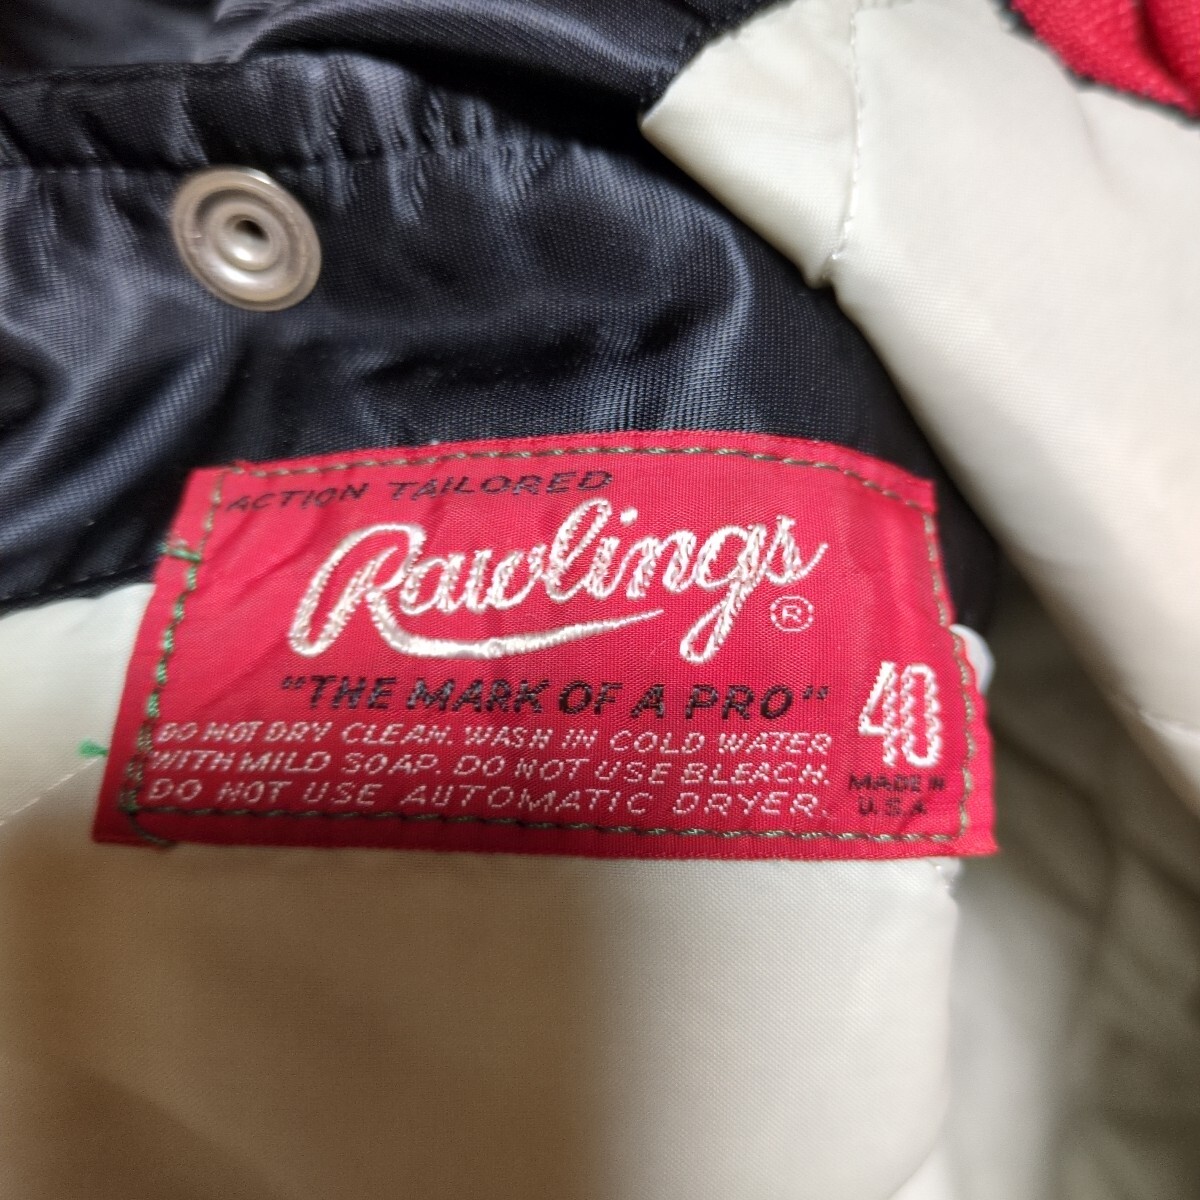 ACTION TAILORED
Rawlings ®
"THE MARK OF A PRO"
40
DO NOT DRY CLEAN. WASH IN COLD WATER
WITH MILD SOAP. DO NOT USE BLEACH.
DO NOT USE AUTOMATIC DRYER.
MADE IN
U.S.A.